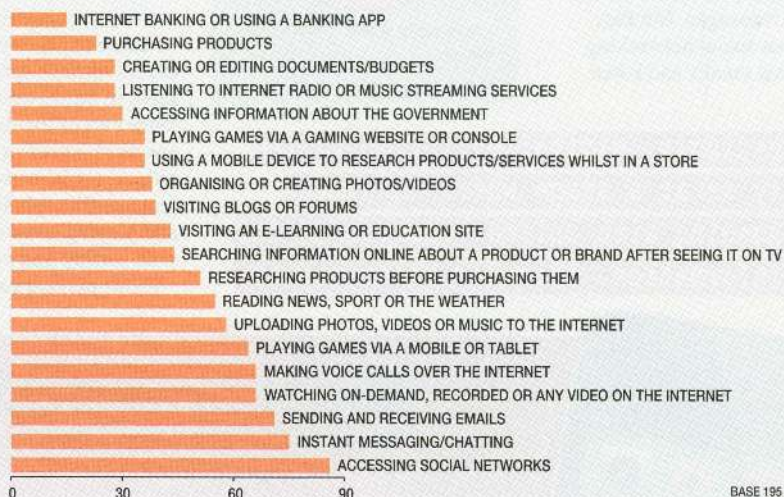 INTERNET BANKING OR USING A BANKING APP
PURCHASING PRODUCTS
CREATING OR EDITING DOCUMENTS/BUDGETS
LISTENING TO INTERNET RADIO OR MUSIC STREAMING SERVICES
ACCESSING INFORMATION ABOUT THE GOVERNMENT
PLAYING GAMES VIA A GAMING WEBSITE OR CONSOLE
USING A MOBILE DEVICE TO RESEARCH PRODUCTS/SERVICES WHILST IN A STORE
ORGANISING OR CREATING PHOTOS/VIDEOS
VISITING BLOGS OR FORUMS
VISITING AN E-LEARNING OR EDUCATION SITE
SEARCHING INFORMATION ONLINE ABOUT A PRODUCT OR BRAND AFTER SEEING IT ON TV
RESEARCHING PRODUCTS BEFORE PURCHASING THEM
READING NEWS, SPORT OR THE WEATHER
UPLOADING PHOTOS, VIDEOS OR MUSIC TO THE INTERNET
PLAYING GAMES VIA A MOBILE OR TABLET
MAKING VOICE CALLS OVER THE INTERNET
WATCHING ON-DEMAND, RECORDED OR ANY VIDEO ON THE INTERNET
SENDING AND RECEIVING EMAILS
INSTANT MESSAGING/CHATTING
ACCESSING SOCIAL NETWORKS
0 30 60 90
BASE 195